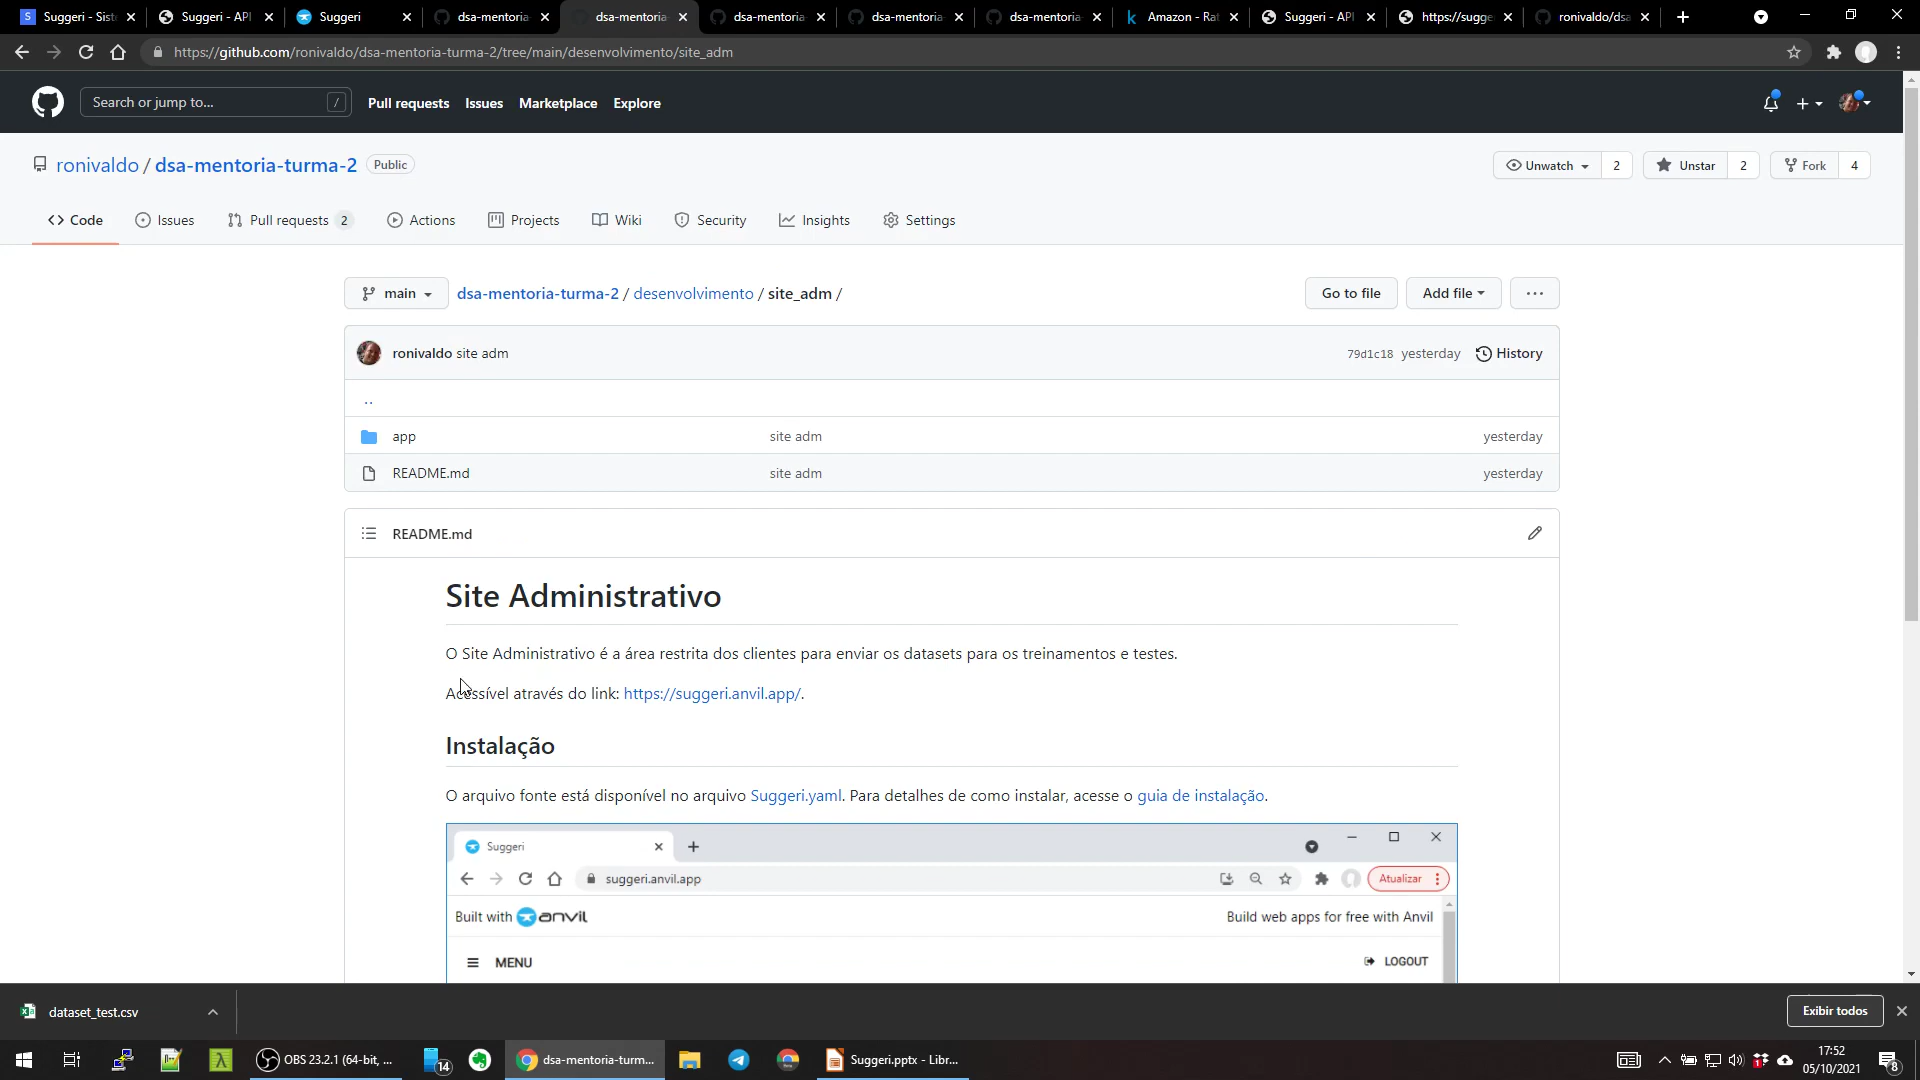 Suggeri - Sist
Suggeri - API
Suggeri
dsa-mentoria
dsa-mentoria
dsa-mentoria
dsa-mentoria
dsa-mentoria
Amazon - Rat
Suggeri - API
https://sugge
ronivaldo/dsa
https://github.com/ronivaldo/dsa-mentoria-turma-2/tree/main/desenvolvimento/site_adm
Search or jump to...
/
Pull requests
Issues
Marketplace
Explore
ronivaldo / dsa-mentoria-turma-2
Public
Unwatch
2
Unstar
2
Fork
4
Code
Issues
Pull requests 2
Actions
Projects
Wiki
Security
Insights
Settings
main
dsa-mentoria-turma-2 / desenvolvimento / site_adm /
Go to file
Add file
ronivaldo site adm
79d1c18 yesterday
History
..
app
site adm
yesterday
README.md
site adm
yesterday
README.md
Site Administrativo
O Site Administrativo é a área restrita dos clientes para enviar os datasets para os treinamentos e testes.
Acessível através do link: https://suggeri.anvil.app/.
Instalação
O arquivo fonte está disponível no arquivo Suggeri.yaml. Para detalhes de como instalar, acesse o guia de instalação.
Suggeri
suggeri.anvil.app
Atualizar
Built with anvil
Build web apps for free with Anvil
MENU
LOGOUT
dataset_test.csv
Exibir todos
OBS 23.2.1 (64-bit, ...
14
dsa-mentoria-turm...
Suggeri.pptx - Libr...
17:52
05/10/2021
8